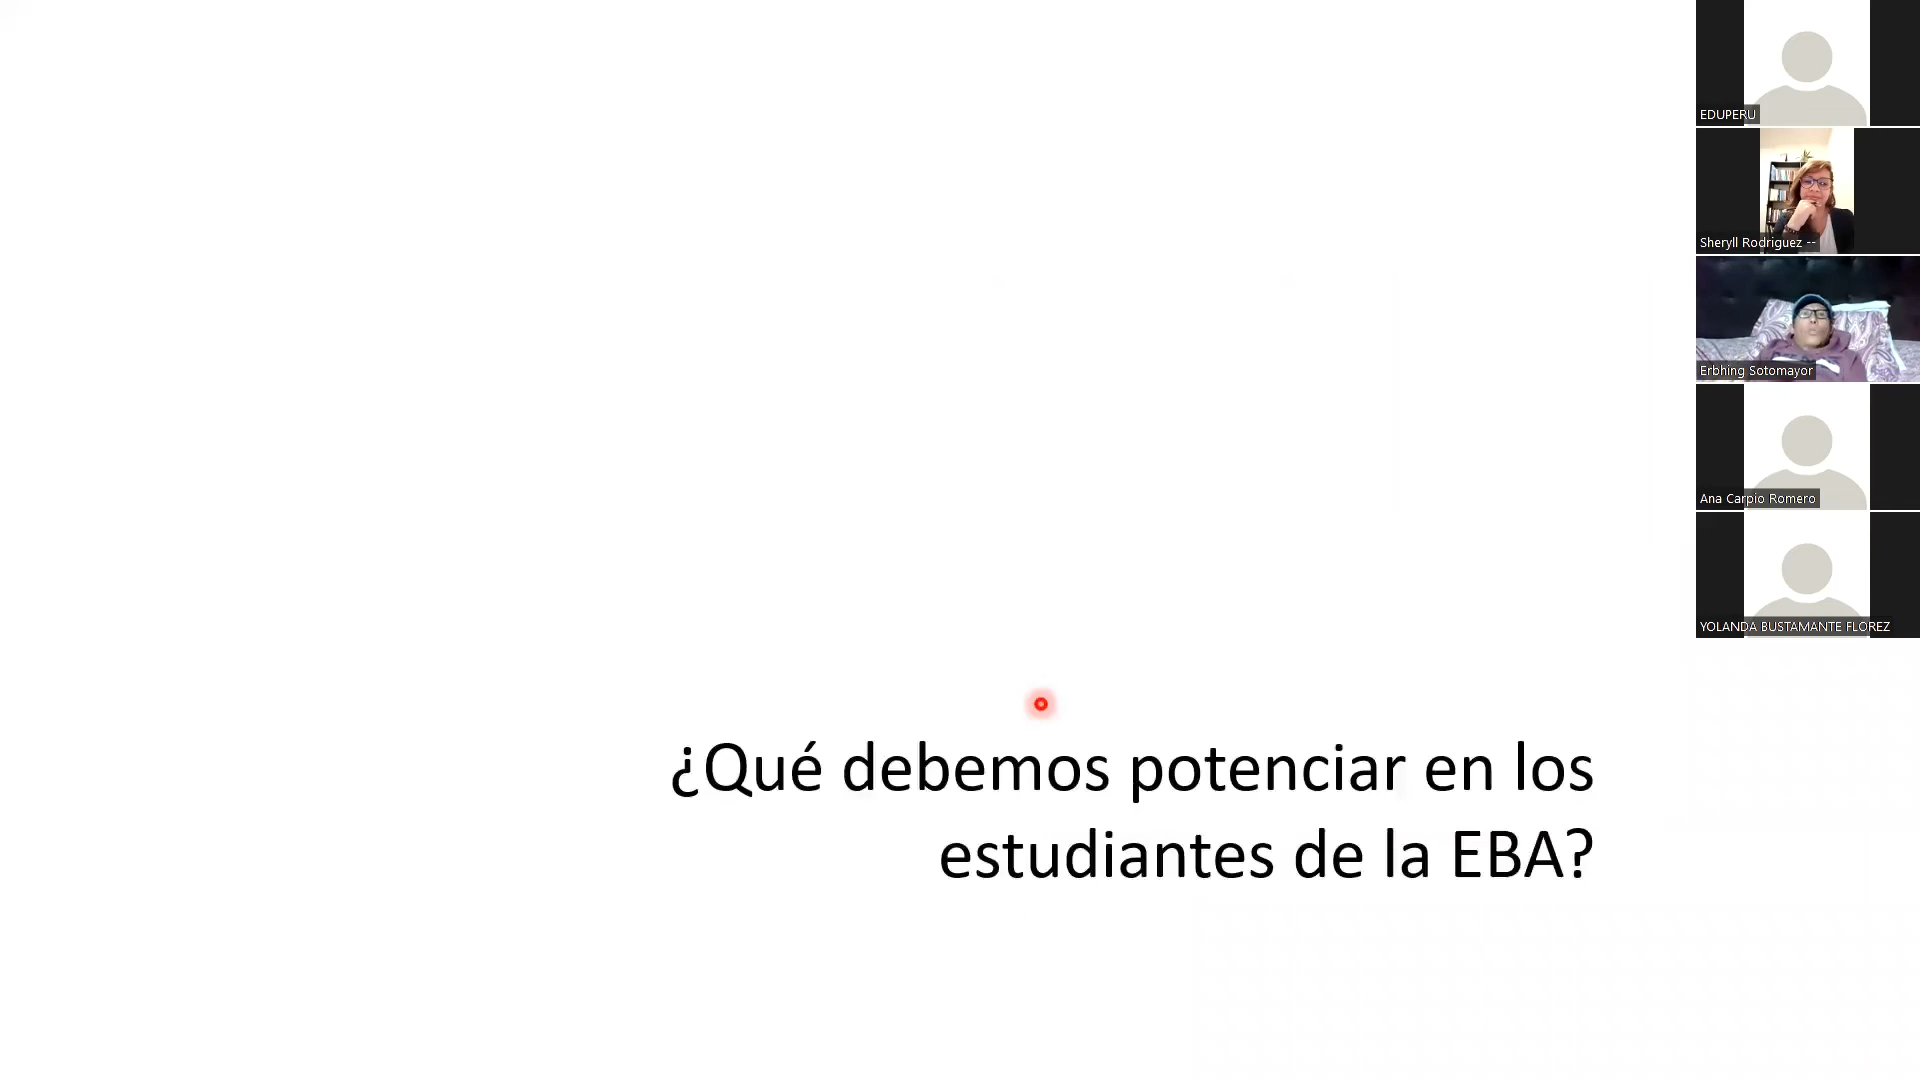 EDUPERU
Sheryll Rodriguez --
Erbhing Sotomayor
Ana Carpio Romero
YOLANDA BUSTAMANTE FLOREZ
¿Qué debemos potenciar en los
estudiantes de la EBA?